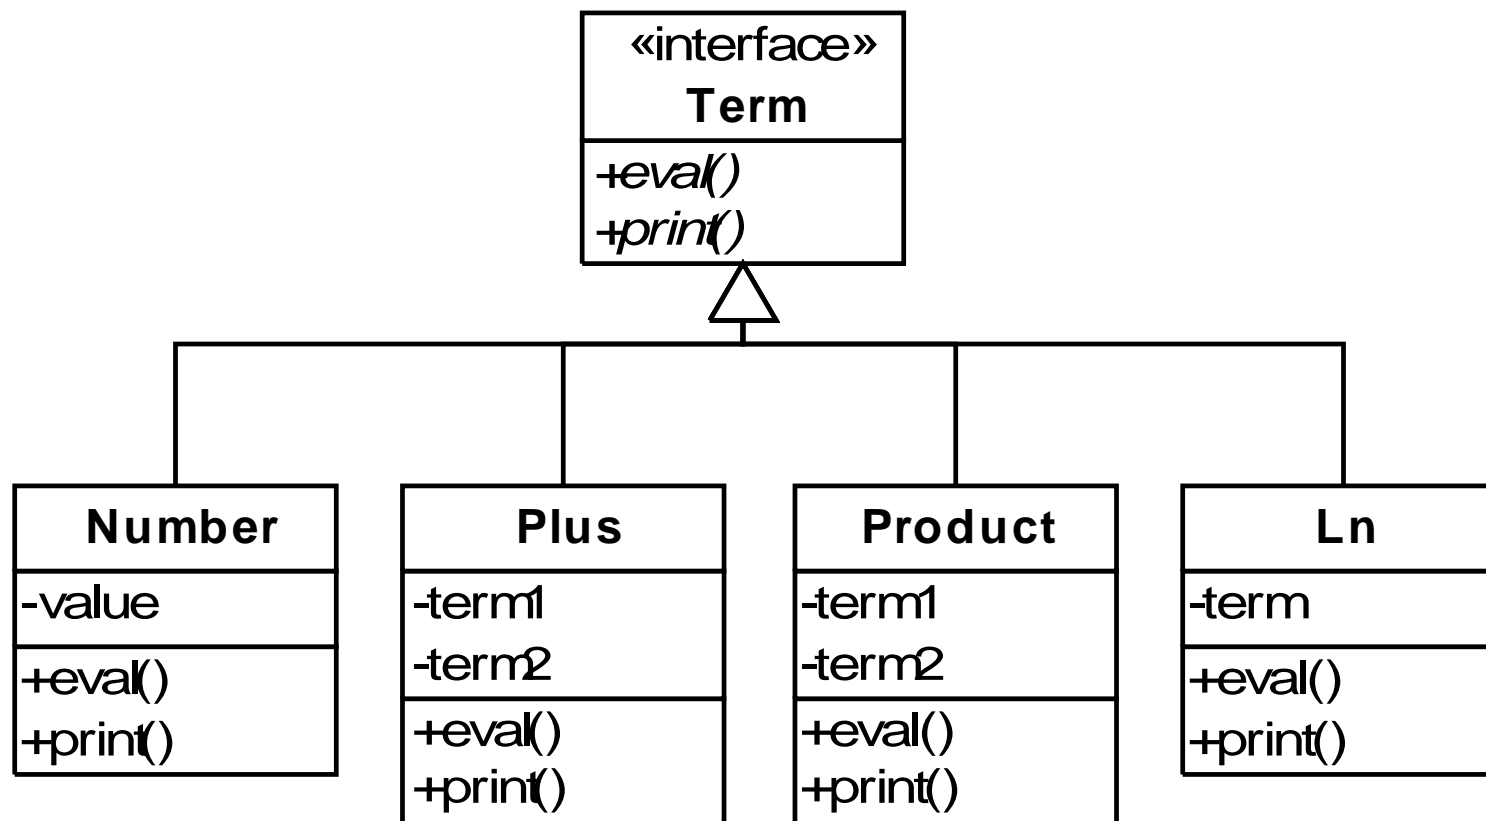 «interface»
Term
+eval()
+print()
Number
-value
+eval()
+print()
Plus
-term1
-term2
+eval()
+print()
Product
-term1
-term2
+eval()
+print()
Ln
-term
+eval()
+print()